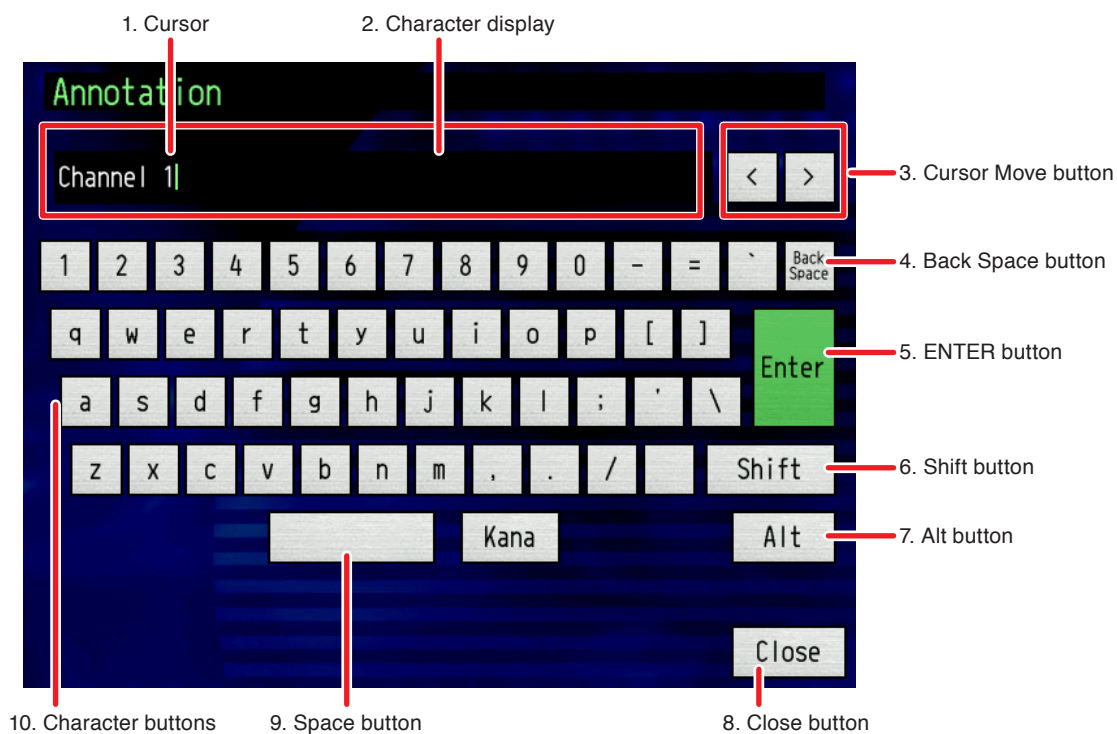 1. Cursor 2. Character display
Annotation
Channel 1
< >
3. Cursor Move button
1 2 3 4 5 6 7 8 9 0 - = ` Back Space
4. Back Space button
q w e r t y u i o p [ ]
Enter
5. ENTER button
a s d f g h j k l ; ' \
z x c v b n m , . / Shift
6. Shift button
Kana Alt
7. Alt button
Close
10. Character buttons 9. Space button 8. Close button